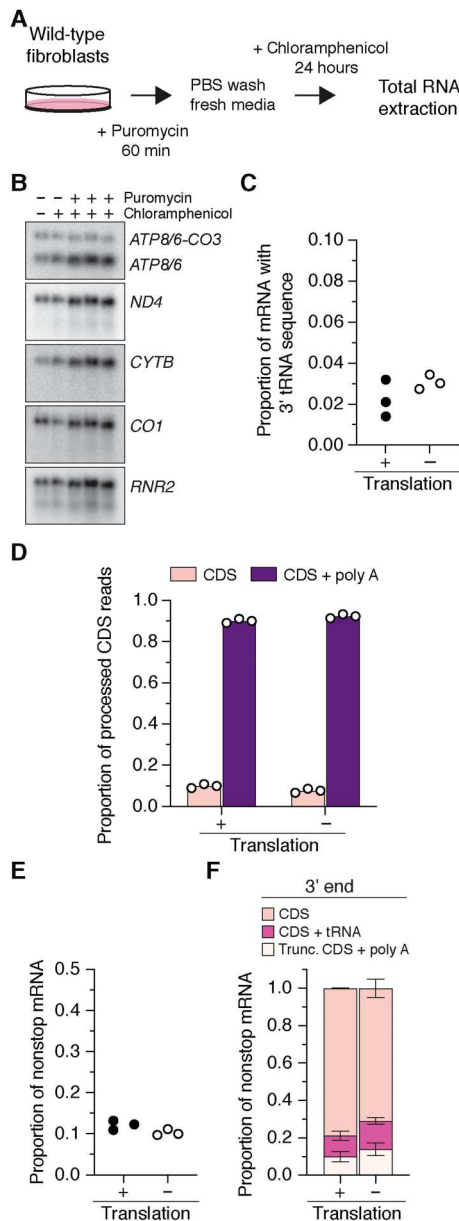 A
Wild-type
fibroblasts
+ Puromycin
60 min
PBS wash
fresh media
+ Chloramphenicol
24 hours
Total RNA
extraction
B
− − + + + Puromycin
− + + + + Chloramphenicol
ATP8/6-CO3
ATP8/6
ND4
CYTB
CO1
RNR2
C
Proportion of mRNA with
3' tRNA sequence
0.10
0.08
0.06
0.04
0.02
0.00
+ −
Translation
D
CDS CDS + poly A
Proportion of processed CDS reads
1.0
0.8
0.6
0.4
0.2
0.0
+ −
Translation
E
Proportion of nonstop mRNA
0.5
0.4
0.3
0.2
0.1
0.0
+ −
Translation
F
3' end
CDS
CDS + tRNA
Trunc. CDS + poly A
Proportion of nonstop mRNA
1.0
0.8
0.6
0.4
0.2
0.0
+ −
Translation